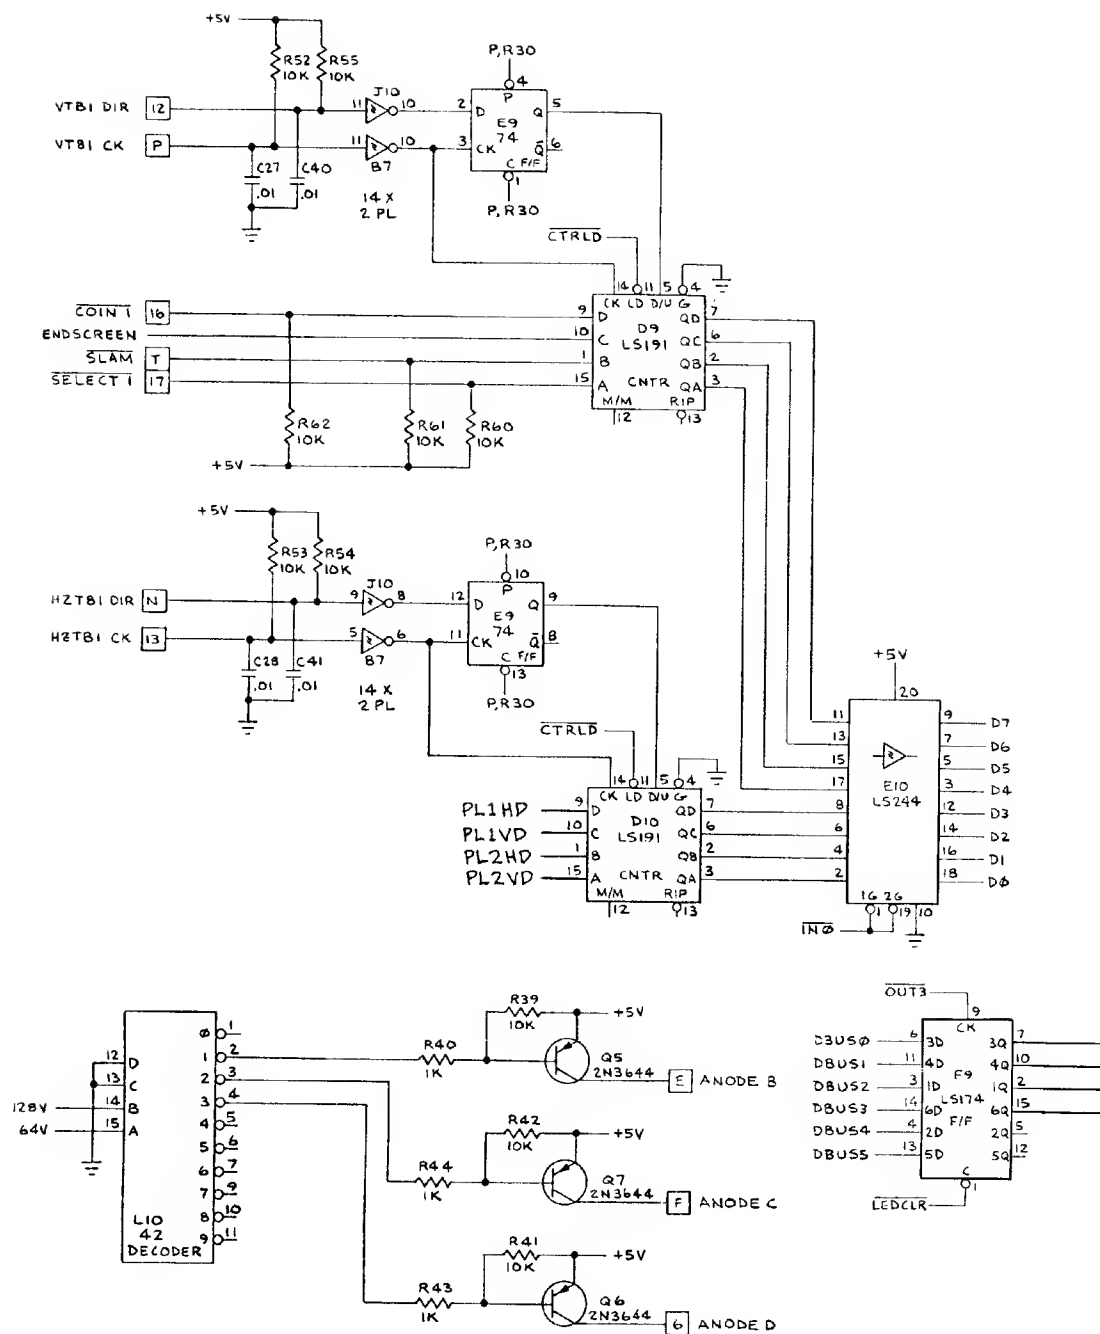 +5V
R52
10K
R55
10K
P,R30
VTB1 DIR 12
11 J10 10
2 D P 4 Q 5
E9
74
VTB1 CK P
11 B7 10
3 CK Q 6
C F/F
1
C27
.01
C40
.01
14 X
2 PL
P,R30
CTRLD
14 11 5 4
CK LD D/U G
COIN 1 16
9 D QD 7
D9
LS191
ENDSCREEN
10 C QC 6
SLAM T
1 B QB 2
SELECT 1 17
15 A CNTR QA 3
M/M RIP
12 13
R62
10K
R61
10K
R60
10K
+5V
+5V
R53
10K
R54
10K
P,R30
HZTB1 DIR N
9 J10 8
12 D P 10 Q 9
E9
74
HZTB1 CK 13
5 B7 6
11 CK Q 8
C F/F
13
C28
.01
C41
.01
14 X
2 PL
P,R30
CTRLD
14 11 5 4
CK LD D/U G
PL1HD 9 D QD 7
D10
LS191
PL1VD 10 C QC 6
PL2HD 1 B QB 2
PL2VD 15 A CNTR QA 3
M/M RIP
12 13
+5V
20
11 9 D7
13 7 D6
15 5 D5
17 3 D4
E10
LS244
8 12 D3
6 14 D2
4 16 D1
2 18 DØ
1G 2G
1 19 10
INØ
12 D
13 C
128V 14 B
64V 15 A
Ø 1
1 2
2 3
3 4
4 5
5 6
6 7
7 9
8 10
9 11
L10
42
DECODER
R39
10K
+5V
R40
1K
Q5
2N3644
E ANODE B
R42
10K
+5V
R44
1K
Q7
2N3644
F ANODE C
R41
10K
+5V
R43
1K
Q6
2N3644
6 ANODE D
OUT3
9
CK
DBUSØ 6 3D 3Q 7
DBUS1 11 4D 4Q 10
F9
DBUS2 3 1D 1Q 2
LS174
DBUS3 14 6D 6Q 15
F/F
DBUS4 4 2D 2Q 5
DBUS5 13 5D 5Q 12
C
LEDCLR 1